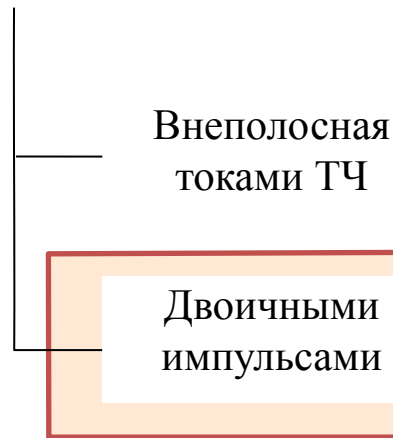 Внеполосная
токами ТЧ
Двоичными
импульсами